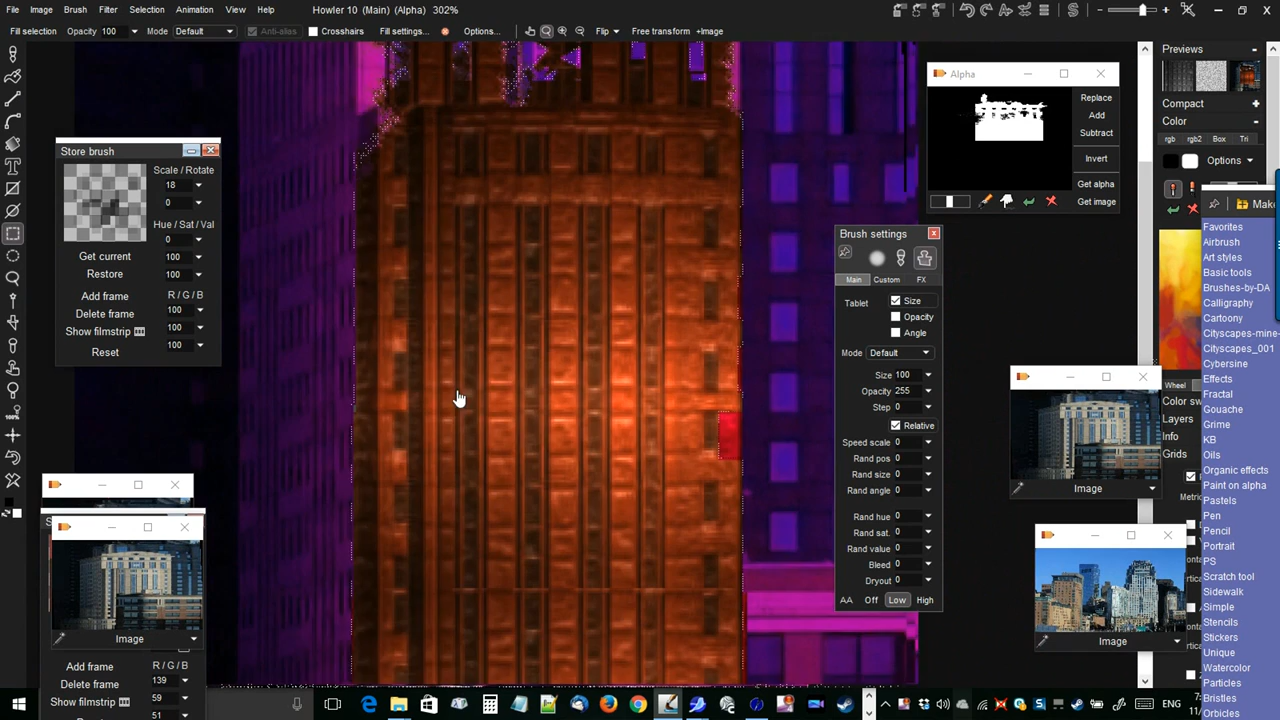 File Image Brush Filter Selection Animation View Help Howler 10 (Main) (Alpha) 302%
Fill selection Opacity 100 Mode Default Anti-alias Crosshairs Fill settings... Options... Flip Free transform +Image
Store brush
Scale / Rotate
18
0
Hue / Sat / Val
0
Get current 100
Restore 100
Add frame R / G / B
Delete frame 100
Show filmstrip 100
Reset 100
Image
Add frame R / G / B
Delete frame 139
Show filmstrip 59
51
Alpha
Replace
Add
Subtract
Invert
Get alpha
Get image
Brush settings
Main Custom FX
Tablet Size
Opacity
Angle
Mode Default
Size 100
Opacity 255
Step 0
Relative
Speed scale 0
Rand pos 0
Rand size 0
Rand angle 0
Rand hue 0
Rand sat. 0
Rand value 0
Bleed 0
Dryout 0
AA Off Low High
Image
Image
Previews
Compact
Color
rgb rgb2 Box Tri
Options
Wheel
Color sw
Layers
Info
Grids
Metric
Favorites
Airbrush
Art styles
Basic tools
Brushes-by-DA
Calligraphy
Cartoony
Cityscapes-mine-
Cityscapes_001
Cybersine
Effects
Fractal
Gouache
Grime
KB
Oils
Organic effects
Paint on alpha
Pastels
Pen
Pencil
Portrait
PS
Scratch tool
Sidewalk
Simple
Stencils
Stickers
Unique
Watercolor
Particles
Bristles
Orbicles
ENG